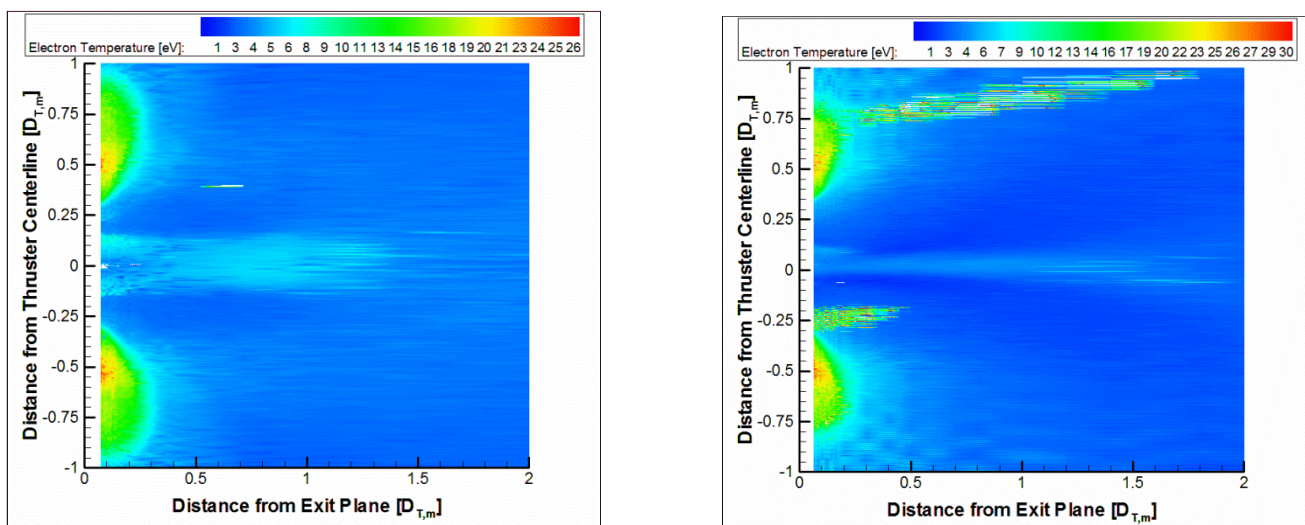 Electron Temperature [eV]: 1 3 4 5 6 8 9 10 11 13 14 15 16 18 19 20 21 23 24 25 26
1
0.75
0.5
0.25
0
-0.25
-0.5
-0.75
-1
Distance from Thruster Centerline [D_T,m]
0 0.5 1 1.5 2
Distance from Exit Plane [D_T,m]
Electron Temperature [eV]: 1 3 4 6 7 9 10 12 13 14 16 17 19 20 22 23 25 26 27 29 30
1
0.75
0.5
0.25
0
-0.25
-0.5
-0.75
-1
Distance from Thruster Centerline [D_T,m]
0 0.5 1 1.5 2
Distance from Exit Plane [D_T,m]